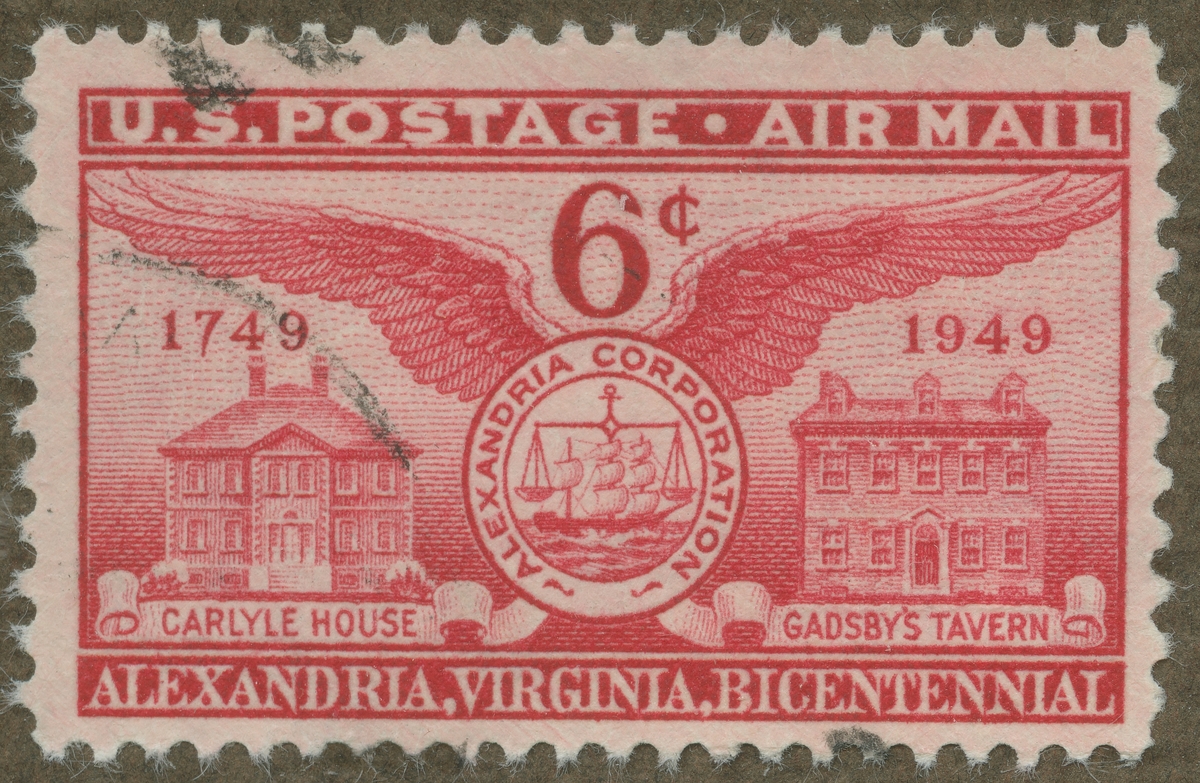 U.S. POSTAGE • AIR MAIL
6¢
1749
1949
ALEXANDRIA CORPORATION
CARLYLE HOUSE
GADSBY'S TAVERN
ALEXANDRIA, VIRGINIA, BICENTENNIAL